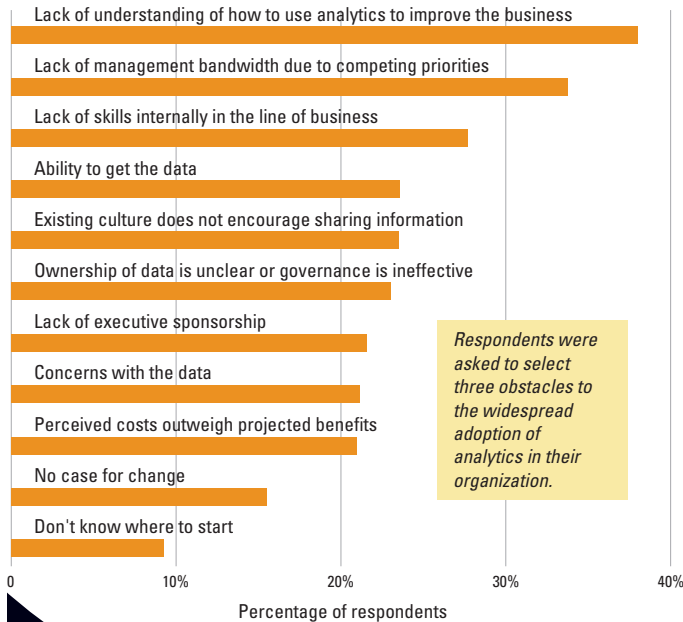 Lack of understanding of how to use analytics to improve the business
Lack of management bandwidth due to competing priorities
Lack of skills internally in the line of business
Ability to get the data
Existing culture does not encourage sharing information
Ownership of data is unclear or governance is ineffective
Lack of executive sponsorship
Concerns with the data
Perceived costs outweigh projected benefits
No case for change
Don't know where to start
Respondents were
asked to select
three obstacles to
the widespread
adoption of
analytics in their
organization.
0 10% 20% 30% 40%
Percentage of respondents